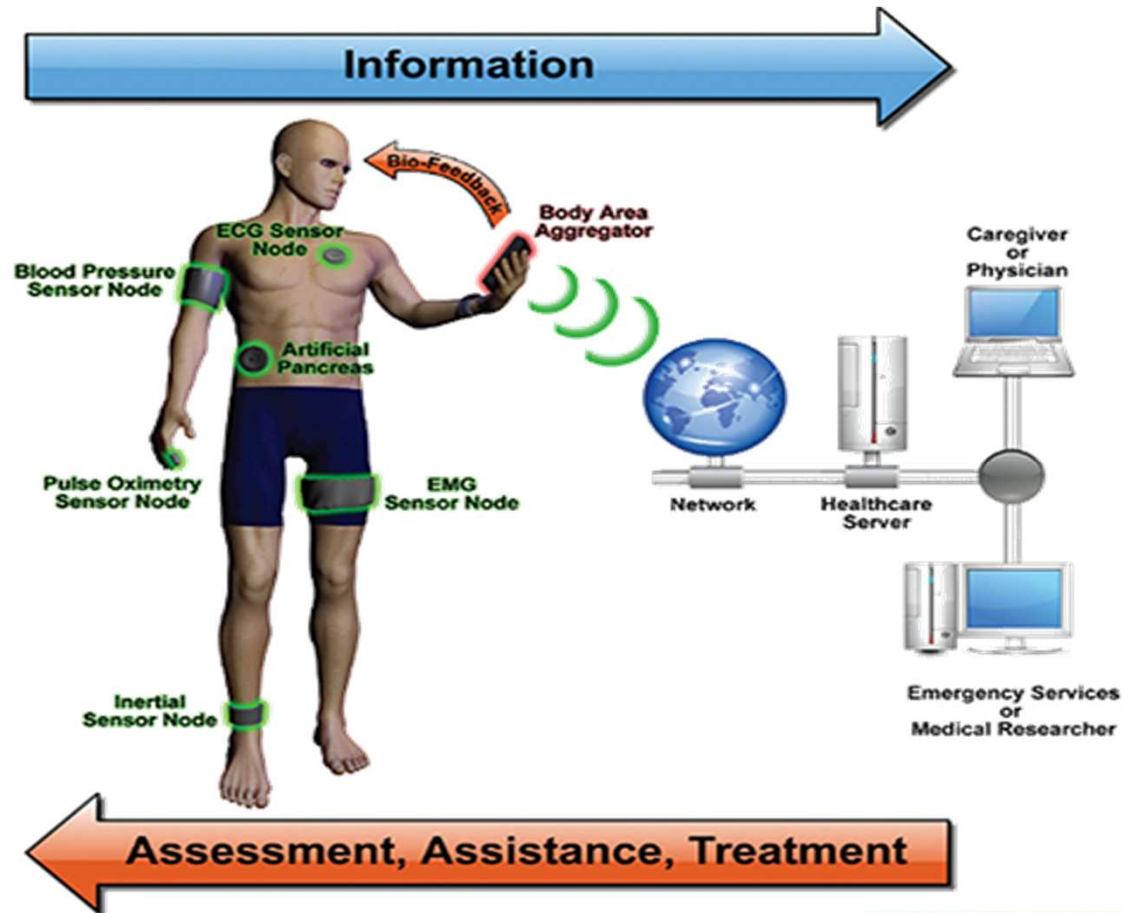 Information
Bio-Feedback
Body Area
Aggregator
ECG Sensor
Node
Blood Pressure
Sensor Node
Caregiver
or
Physician
Artificial
Pancreas
Pulse Oximetry
Sensor Node
EMG
Sensor Node
Network
Healthcare
Server
Inertial
Sensor Node
Emergency Services
or
Medical Researcher
Assessment, Assistance, Treatment